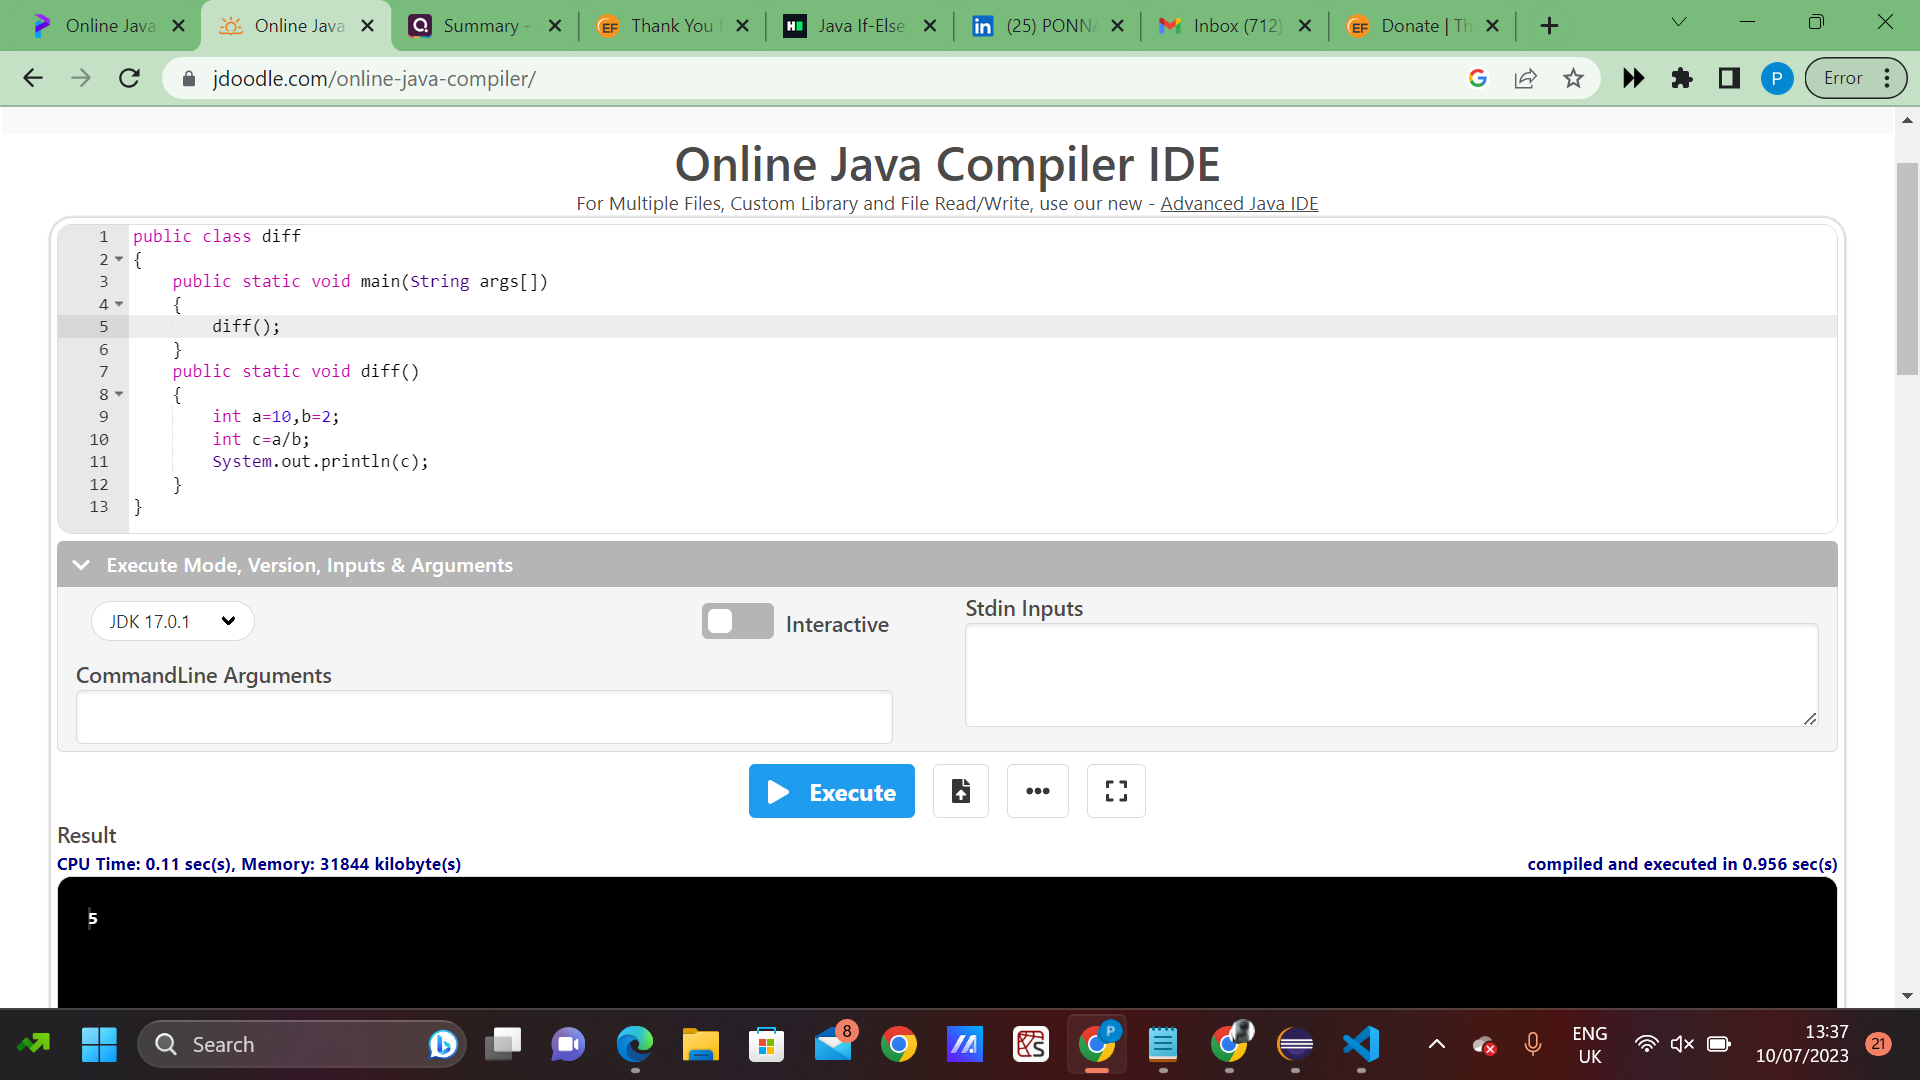 Online Java
Online Java
Summary -
Thank You f
Java If-Else
(25) PONNA
Inbox (712)
Donate | Th
jdoodle.com/online-java-compiler/
P
Error
Online Java Compiler IDE
For Multiple Files, Custom Library and File Read/Write, use our new - Advanced Java IDE
1 public class diff
2 {
3     public static void main(String args[])
4     {
5         diff();
6     }
7     public static void diff()
8     {
9         int a=10,b=2;
10         int c=a/b;
11         System.out.println(c);
12     }
13 }
Execute Mode, Version, Inputs & Arguments
JDK 17.0.1
Interactive
Stdin Inputs
CommandLine Arguments
Execute
Result
CPU Time: 0.11 sec(s), Memory: 31844 kilobyte(s)
compiled and executed in 0.956 sec(s)
5
Search
8
P
ENG
UK
13:37
10/07/2023
21